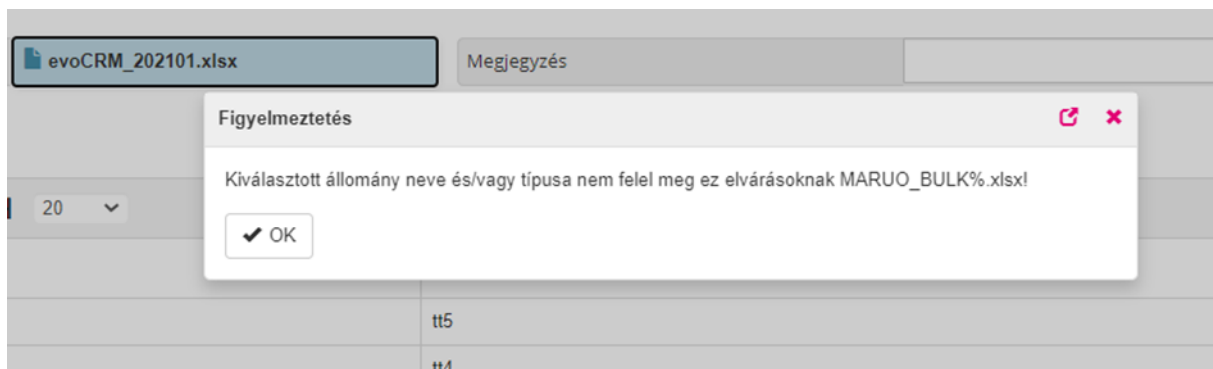 evoCRM_202101.xlsx
Megjegyzés
Figyelmeztetés
Kiválasztott állomány neve és/vagy típusa nem felel meg ez elvárásoknak MARUO_BULK%.xlsx!
20
OK
tt5
tt4